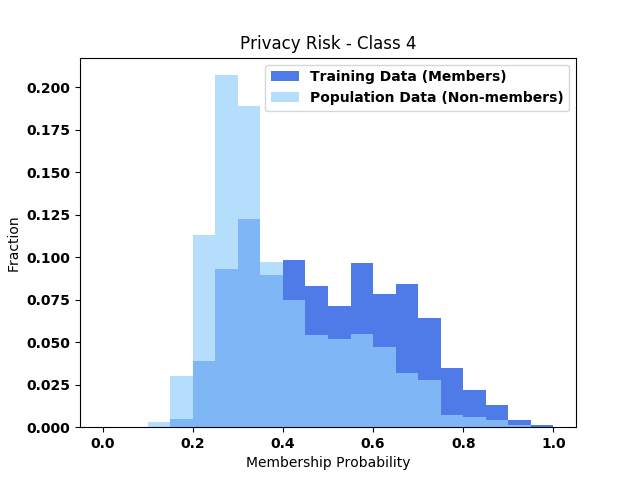 Privacy Risk - Class 4
Training Data (Members)
Population Data (Non-members)
0.200
0.175
0.150
0.125
0.100
0.075
0.050
0.025
0.000
Fraction
0.0 0.2 0.4 0.6 0.8 1.0
Membership Probability